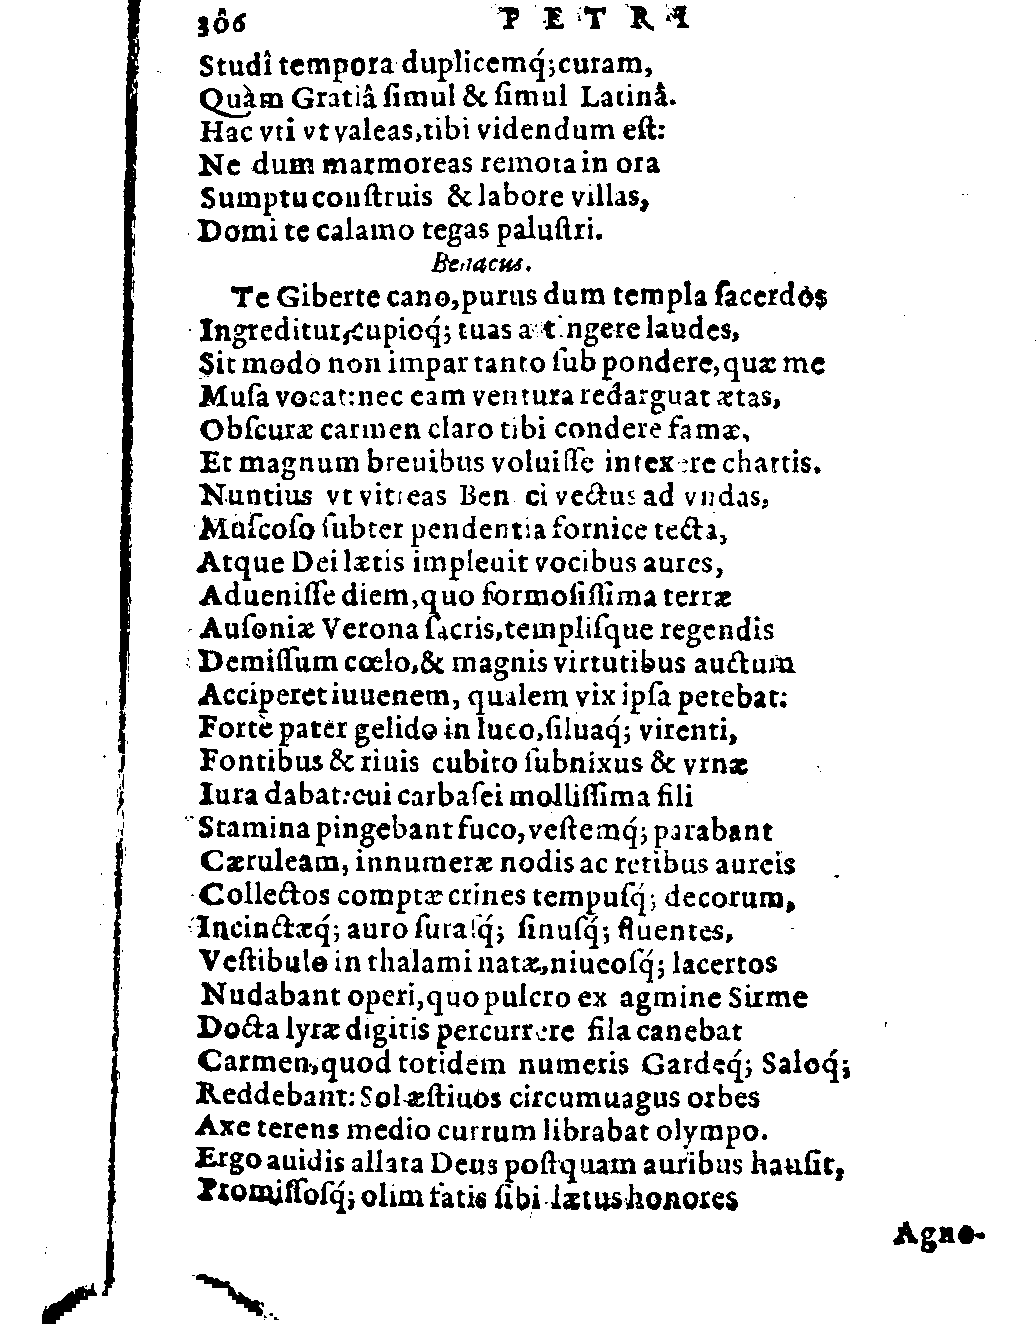 306 PETRI
Studî tempora duplicemq́;curam,
Quàm Gratiâ ſimul & ſimul Latinâ.
Hac vti vt valeas,tibi videndum eſt:
Ne dum marmoreas remota in ora
Sumptu conſtruis & labore villas,
Domi te calamo tegas paluſtri.
Benacus.
Te Giberte cano,purus dum templa ſacerdos
Ingreditur,cupioq́; tuas attingere laudes,
Sit modo non impar tanto ſub pondere,quæ me
Muſa vocat:nec eam ventura redarguat ætas,
Obſcuræ carmen claro tibi condere famæ,
Et magnum breuibus voluiſſe intexere chartis.
Nuntius vt vitreas Benaci vectus ad vndas,
Muſcoſo ſubter pendentia fornice tecta,
Atque Dei lætis impleuit vocibus aures,
Adueniſſe diem,quo formoſiſſima terræ
Auſoniæ Verona ſacris,templiſque regendis
Demiſſum cœlo,& magnis virtutibus auctum
Acciperet iuuenem, qualem vix ipſa petebat:
Fortè pater gelido in luco,ſiluaq́; virenti,
Fontibus & riuis cubito ſubnixus & vrnæ
Iura dabat:cui carbaſei molliſſima fili
Stamina pingebant fuco,veſtemq́; parabant
Cæruleam, innumeræ nodis ac retibus aureis
Collectos comptæ crines tempuſq́; decorum,
Incinctæq́; auro ſuraſq́; ſinuſq́; fluentes,
Veſtibulo in thalami natæ,niueoſq́; lacertos
Nudabant operi,quo pulcro ex agmine Sirme
Docta lyræ digitis percurrere fila canebat
Carmen,quod totidem numeris Gardeq́; Saloq́;
Reddebant:Sol æſtiuos circumuagus orbes
Axe terens medio currum librabat olympo.
Ergo auidis allata Deus poſtquam auribus hauſit,
Promiſſoſq́; olim fatis ſibi lætus honores
Agno-